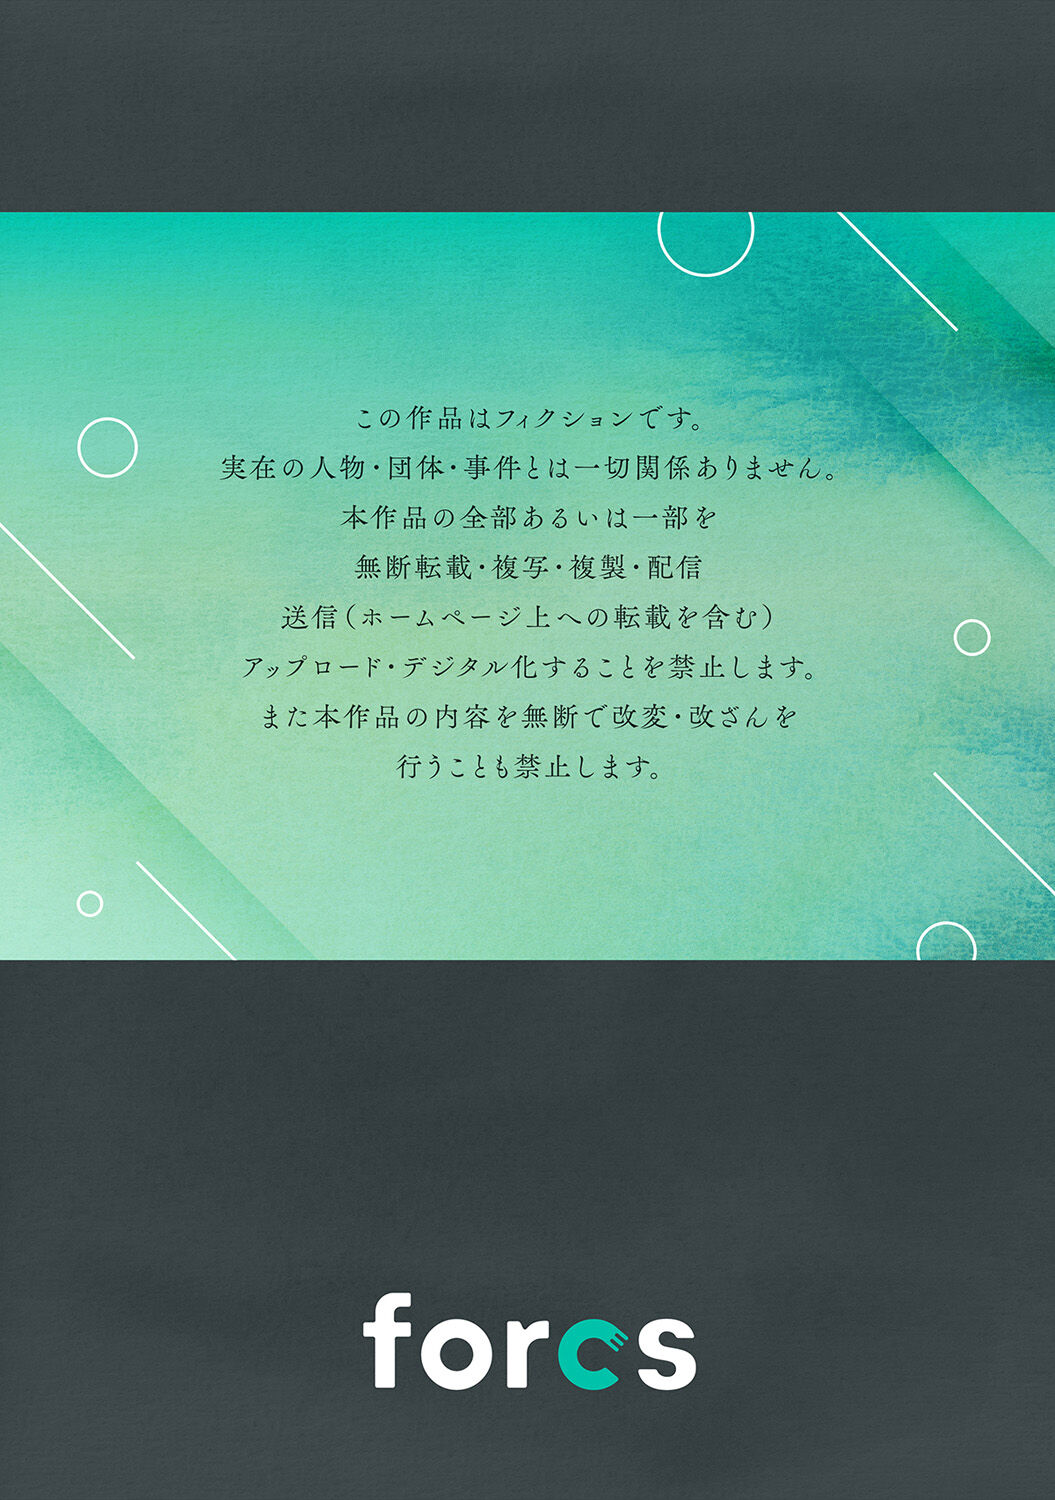 この作品はフィクションです。
実在の人物・団体・事件とは一切関係ありません。
本作品の全部あるいは一部を
無断転載・複写・複製・配信
送信（ホームページ上への転載を含む）
アップロード・デジタル化することを禁止します。
また本作品の内容を無断で改変・改ざんを
行うことも禁止します。
forcs